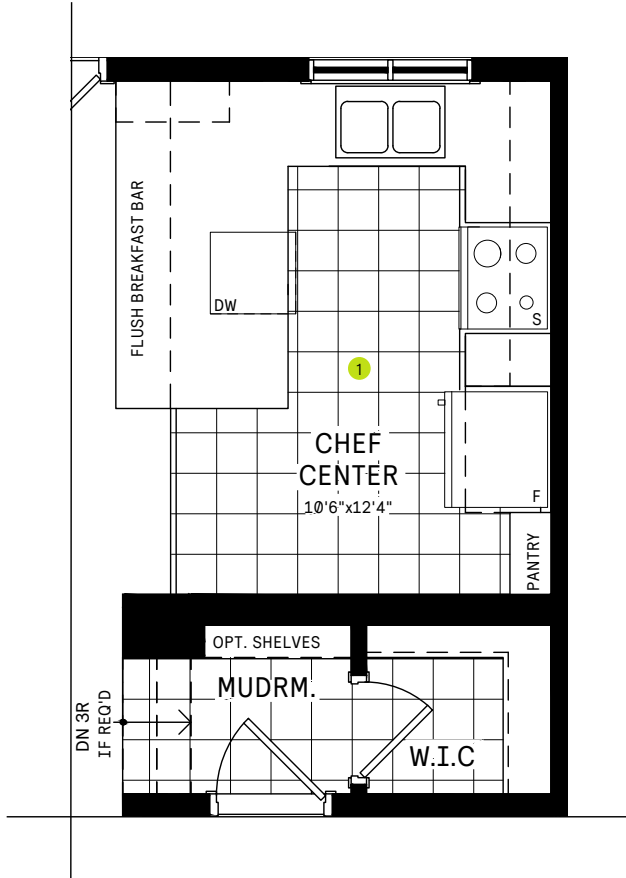 FLUSH BREAKFAST BAR
DW
S
1
CHEF
CENTER
10'6"x12'4"
F
PANTRY
OPT. SHELVES
MUDRM.
DN 3R
IF REQ'D
W.I.C